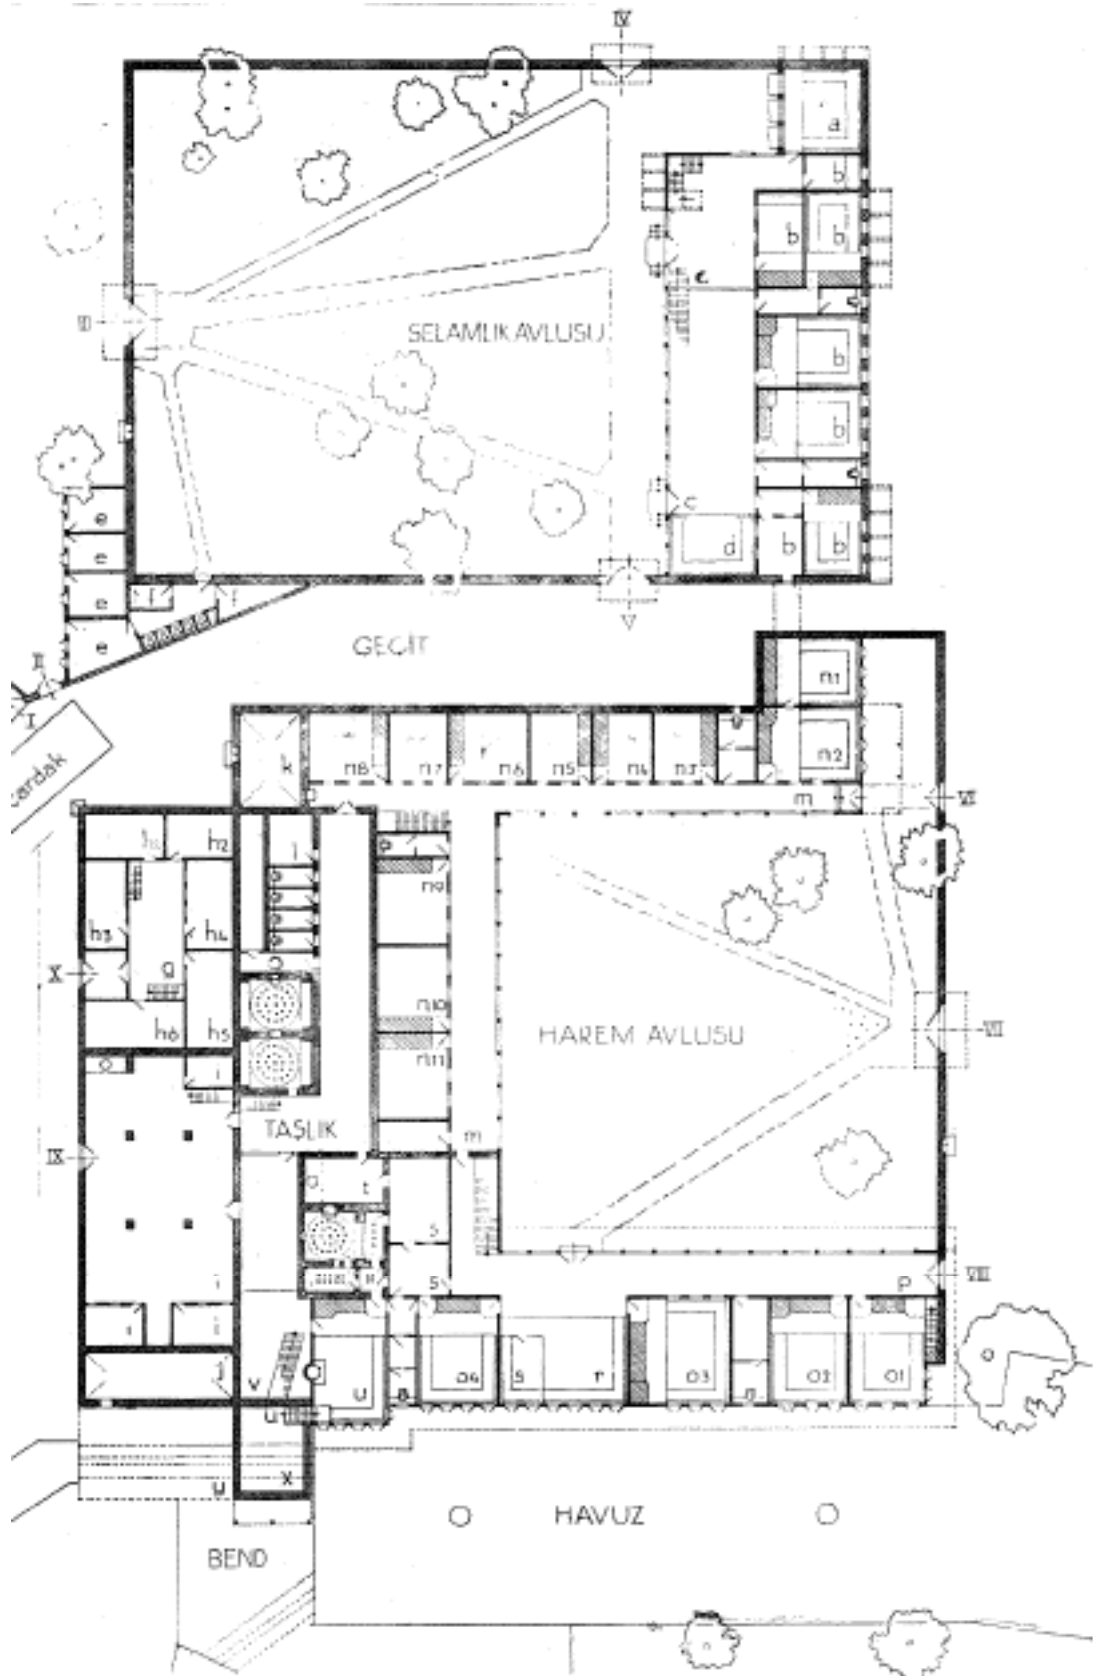 IV
a
b
b
b
c
III
SELAMLIK AVLUSU
b
b
e
c
e
d
b
b
e
f
f
e
V
GEÇİT
II
n1
I
n2
k
n8
n7
n6
n5
n4
n3
m
VI
çardak
h2
l
n9
h3
h4
X
g
n10
HAREM AVLUSU
VII
h6
h5
n11
i
TAŞLIK
m
IX
t
s
i
s
p
VIII
i
i
j
v
u
o4
s
r
o3
o2
o1
x
HAVUZ
BEND